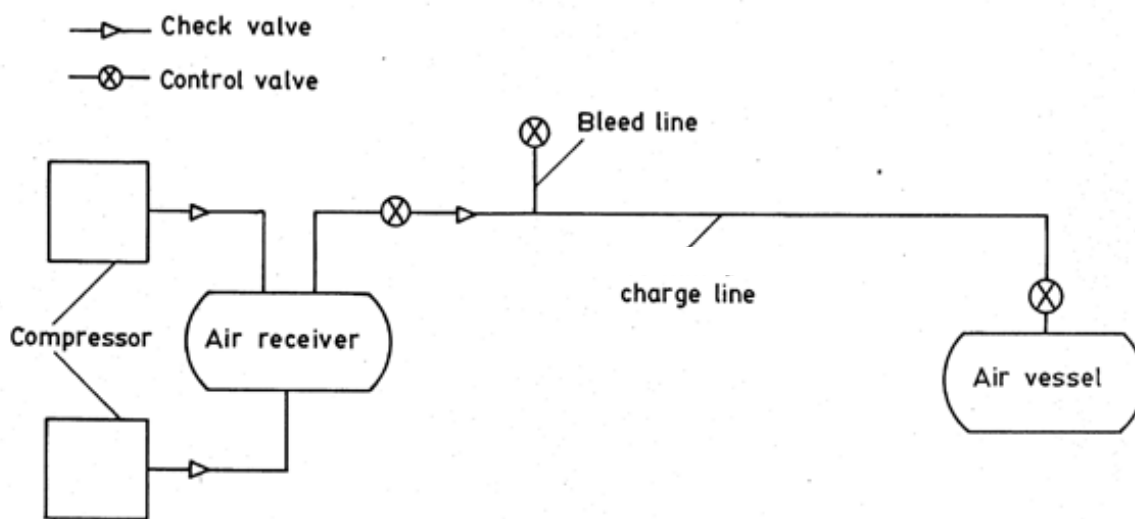 Check valve
Control valve
Bleed line
charge line
Compressor
Air receiver
Air vessel